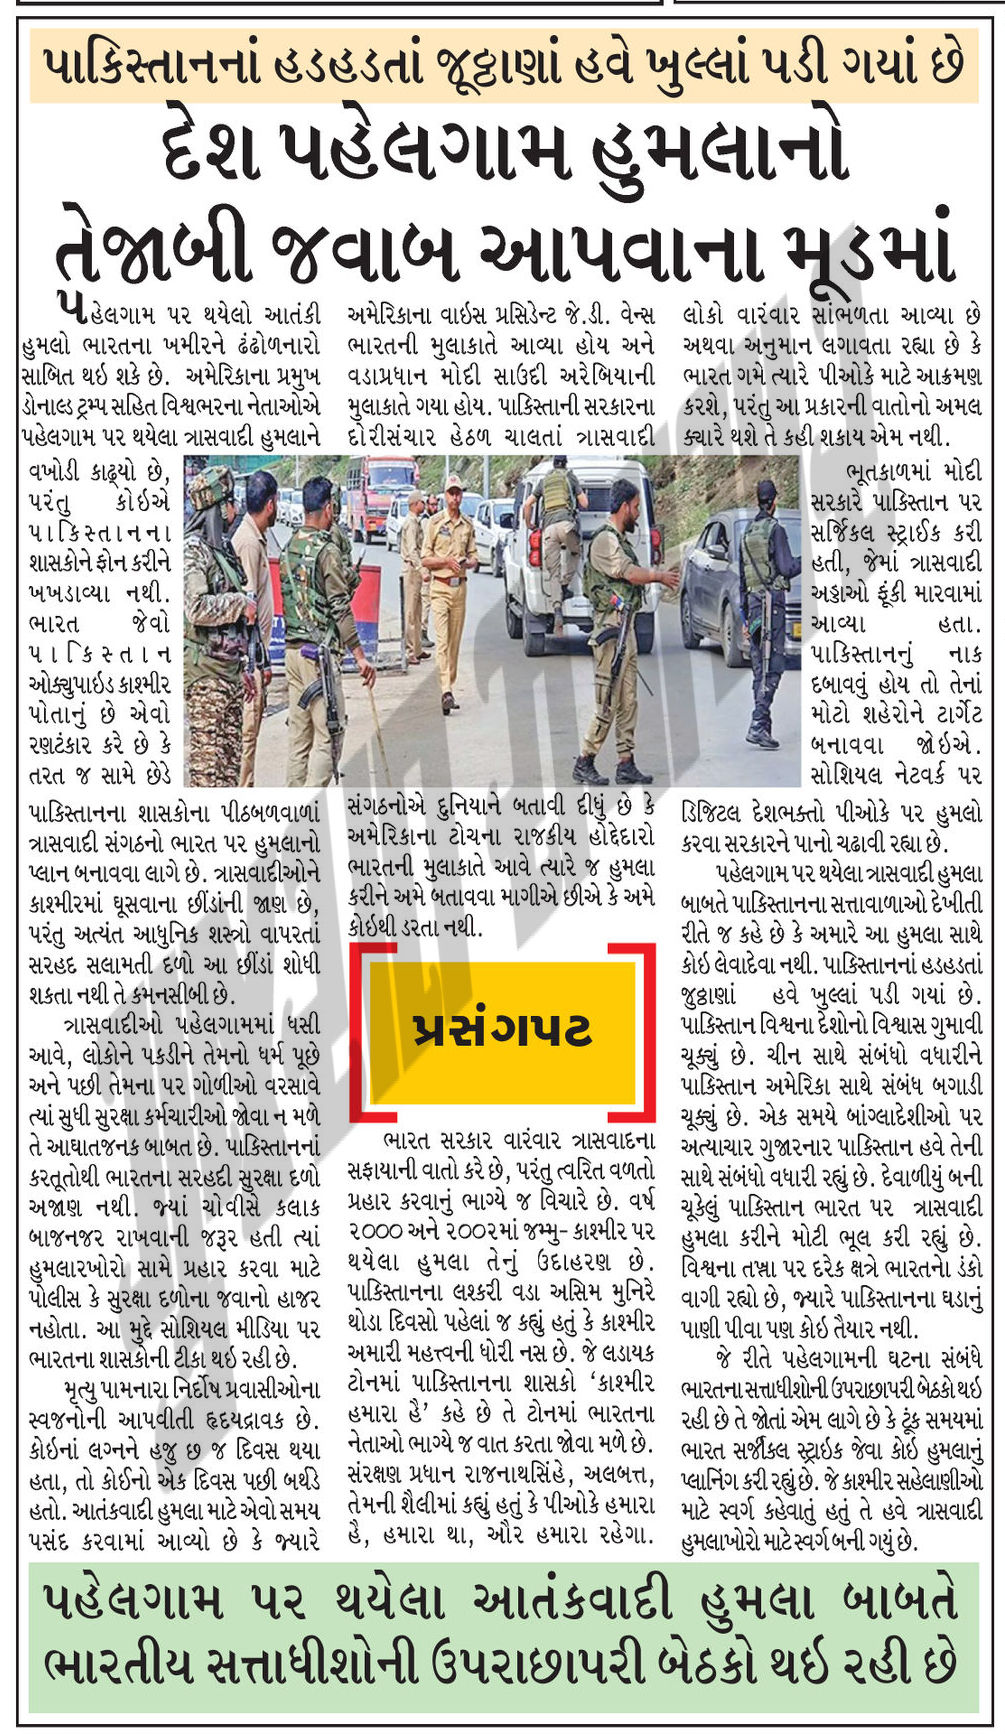 પાકિસ્તાનનાં હડહડતાં જૂઠ્ઠાણાં હવે ખુલ્લાં પડી ગયાં છે
દેશ પહેલગામ હુમલાનો
તેજાબી જવાબ આપવાના મૂડમાં
પહેલગામ પર થયેલો આતંકી
હુમલો ભારતના ખમીરને ઢંઢોળનારો
સાબિત થઇ શકે છે. અમેરિકાના પ્રમુખ
ડોનાલ્ડ ટ્રમ્પ સહિત વિશ્વભરના નેતાઓએ
પહેલગામ પર થયેલા ત્રાસવાદી હુમલાને
વખોડી કાઢ્યો છે,
પરંતુ કોઇએ
પાકિસ્તાનના
શાસકોને ફોન કરીને
ખખડાવ્યા નથી.
ભારત જેવો
પાકિસ્તાન
ઓક્યુપાઇડ કાશ્મીર
પોતાનું છે એવો
રણટંકાર કરે છે કે
તરત જ સામે છેડે
પાકિસ્તાનના શાસકોના પીઠબળવાળાં
ત્રાસવાદી સંગઠનો ભારત પર હુમલાનો
પ્લાન બનાવવા લાગે છે. ત્રાસવાદીઓને
કાશ્મીરમાં ઘૂસવાના છીંડાંની જાણ છે,
પરંતુ અત્યંત આધુનિક શસ્ત્રો વાપરતાં
સરહદ સલામતી દળો આ છીંડાં શોધી
શકતા નથી તે કમનસીબી છે.
ત્રાસવાદીઓ પહેલગામમાં ધસી
આવે, લોકોને પકડીને તેમનો ધર્મ પૂછે
અને પછી તેમના પર ગોળીઓ વરસાવે
ત્યાં સુધી સુરક્ષા કર્મચારીઓ જોવા ન મળે
તે આઘાતજનક બાબત છે. પાકિસ્તાનનાં
કરતૂતોથી ભારતના સરહદી સુરક્ષા દળો
અજાણ નથી. જ્યાં ચોવીસે કલાક
બાજનજર રાખવાની જરૂર હતી ત્યાં
હુમલારખોરો સામે પ્રહાર કરવા માટે
પોલીસ કે સુરક્ષા દળોના જવાનો હાજર
નહોતા. આ મુદ્દે સોશિયલ મીડિયા પર
ભારતના શાસકોની ટીકા થઇ રહી છે.
મૃત્યુ પામનારા નિર્દોષ પ્રવાસીઓના
સ્વજનોની આપવીતી હૃદયદ્રાવક છે.
કોઇનાં લગ્નને હજુ છ જ દિવસ થયા
હતા, તો કોઈનો એક દિવસ પછી બર્થડે
હતો. આતંકવાદી હુમલા માટે એવો સમય
પસંદ કરવામાં આવ્યો છે કે જ્યારે
અમેરિકાના વાઇસ પ્રસિડેન્ટ જે.ડી. વેન્સ
ભારતની મુલાકાતે આવ્યા હોય અને
વડાપ્રધાન મોદી સાઉદી અરેબિયાની
મુલાકાતે ગયા હોય. પાકિસ્તાની સરકારના
દોરીસંચાર હેઠળ ચાલતાં ત્રાસવાદી
સંગઠનોએ દુનિયાને બતાવી દીધું છે કે
અમેરિકાના ટોચના રાજકીય હોદ્દેદારો
ભારતની મુલાકાતે આવે ત્યારે જ હુમલા
કરીને અમે બતાવવા માગીએ છીએ કે અમે
કોઇથી ડરતા નથી.
પ્રસંગપટ
ભારત સરકાર વારંવાર ત્રાસવાદના
સફાયાની વાતો કરે છે, પરંતુ ત્વરિત વળતો
પ્રહાર કરવાનું ભાગ્યે જ વિચારે છે. વર્ષ
૨૦૦૦ અને ૨૦૦૨માં જમ્મુ- કાશ્મીર પર
થયેલા હુમલા તેનું ઉદાહરણ છે.
પાકિસ્તાનના લશ્કરી વડા અસિમ મુનિરે
થોડા દિવસો પહેલાં જ કહ્યું હતું કે કાશ્મીર
અમારી મહત્ત્વની ધોરી નસ છે. જે લડાયક
ટોનમાં પાકિસ્તાનના શાસકો ‘કાશ્મીર
હમારા હૈ’ કહે છે તે ટોનમાં ભારતના
નેતાઓ ભાગ્યે જ વાત કરતા જોવા મળે છે.
સંરક્ષણ પ્રધાન રાજનાથસિંહે, અલબત્ત,
તેમની શૈલીમાં કહ્યું હતું કે પીઓકે હમારા
હૈ, હમારા થા, ઔર હમારા રહેગા.
લોકો વારંવાર સાંભળતા આવ્યા છે
અથવા અનુમાન લગાવતા રહ્યા છે કે
ભારત ગમે ત્યારે પીઓકે માટે આક્રમણ
કરશે, પરંતુ આ પ્રકારની વાતોનો અમલ
ક્યારે થશે તે કહી શકાય એમ નથી.
ભૂતકાળમાં મોદી
સરકારે પાકિસ્તાન પર
સર્જિકલ સ્ટ્રાઈક કરી
હતી, જેમાં ત્રાસવાદી
અડ્ડાઓ ફૂંકી મારવામાં
આવ્યા હતા.
પાકિસ્તાનનું નાક
દબાવવું હોય તો તેનાં
મોટાં શહેરોને ટાર્ગેટ
બનાવવા જોઇએ.
સોશિયલ નેટવર્ક પર
ડિજિટલ દેશભક્તો પીઓકે પર હુમલો
કરવા સરકારને પાનો ચઢાવી રહ્યા છે.
પહેલગામ પર થયેલા ત્રાસવાદી હુમલા
બાબતે પાકિસ્તાનના સત્તાવાળાઓ દેખીતી
રીતે જ કહે છે કે અમારે આ હુમલા સાથે
કોઇ લેવાદેવા નથી. પાકિસ્તાનનાં હડહડતાં
જુઠ્ઠાણાં હવે ખુલ્લાં પડી ગયાં છે.
પાકિસ્તાન વિશ્વના દેશોનો વિશ્વાસ ગુમાવી
ચૂક્યું છે. ચીન સાથે સંબંધો વધારીને
પાકિસ્તાન અમેરિકા સાથે સંબંધ બગાડી
ચૂક્યું છે. એક સમયે બાંગ્લાદેશીઓ પર
અત્યાચાર ગુજારનાર પાકિસ્તાન હવે તેની
સાથે સંબંધો વધારી રહ્યું છે. દેવાળીયું બની
ચૂકેલું પાકિસ્તાન ભારત પર ત્રાસવાદી
હુમલા કરીને મોટી ભૂલ કરી રહ્યું છે.
વિશ્વના તખ્તા પર દરેક ક્ષેત્રે ભારતના ડંકો
વાગી રહ્યો છે, જ્યારે પાકિસ્તાનના ઘડાનું
પાણી પીવા પણ કોઇ તૈયાર નથી.
જે રીતે પહેલગામની ઘટના સંબંધે
ભારતના સત્તાધીશોની ઉપરાછાપરી બેઠકો થઇ
રહી છે તે જોતાં એમ લાગે છે કે ટૂંક સમયમાં
ભારત સર્જીકલ સ્ટ્રાઇક જેવા કોઇ હુમલાનું
પ્લાનિંગ કરી રહ્યું છે. જે કાશ્મીર સહેલાણીઓ
માટે સ્વર્ગ કહેવાતું હતું તે હવે ત્રાસવાદી
હુમલાખોરો માટે સ્વર્ગ બની ગયું છે.
પહેલગામ પર થયેલા આતંકવાદી હુમલા બાબતે
ભારતીય સત્તાધીશોની ઉપરાછાપરી બેઠકો થઇ રહી છે